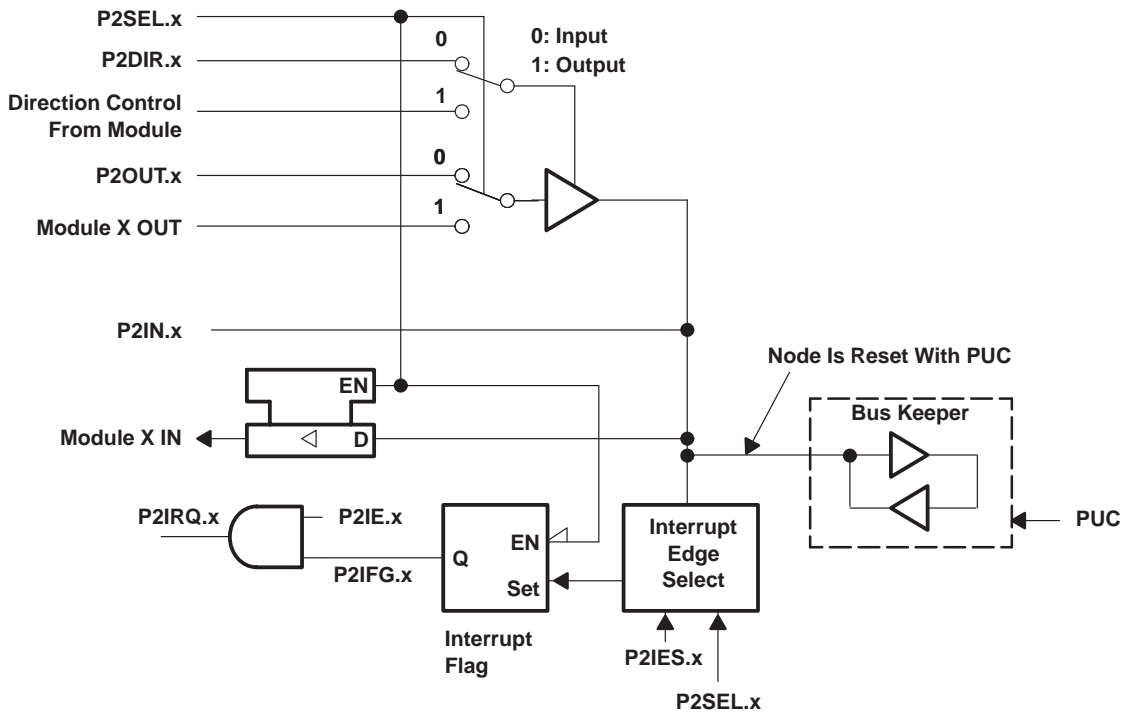 P2SEL.x
0
0: Input
1: Output
P2DIR.x
1
Direction Control
From Module
0
P2OUT.x
1
Module X OUT
P2IN.x
Node Is Reset With PUC
EN
Bus Keeper
Module X IN
D
P2IRQ.x
P2IE.x
Interrupt
Edge
Select
PUC
EN
Q
P2IFG.x
Set
Interrupt
Flag
P2IES.x
P2SEL.x